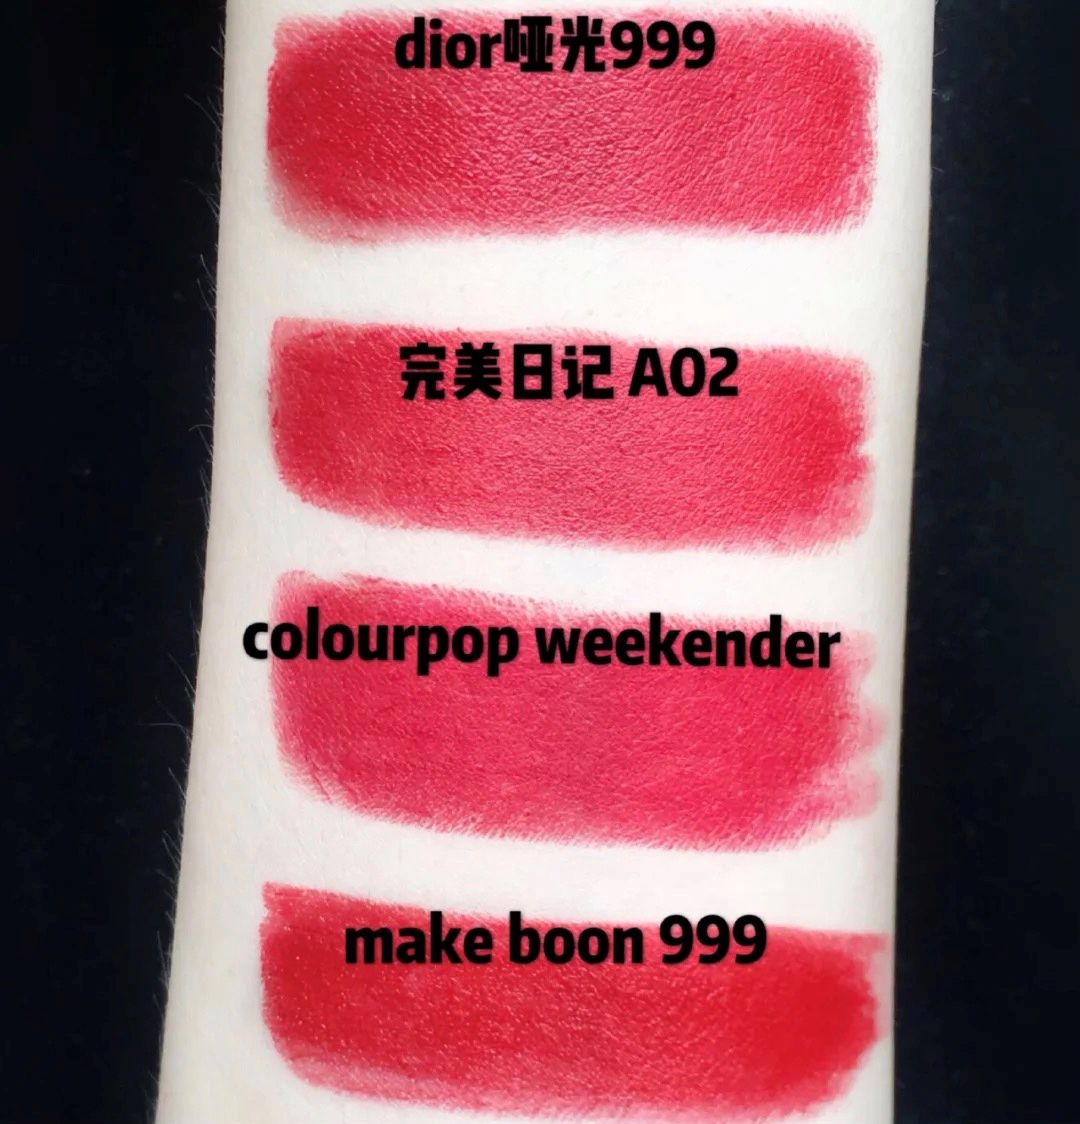 dior哑光999
完美日记 A02
colourpop weekender
make boon 999